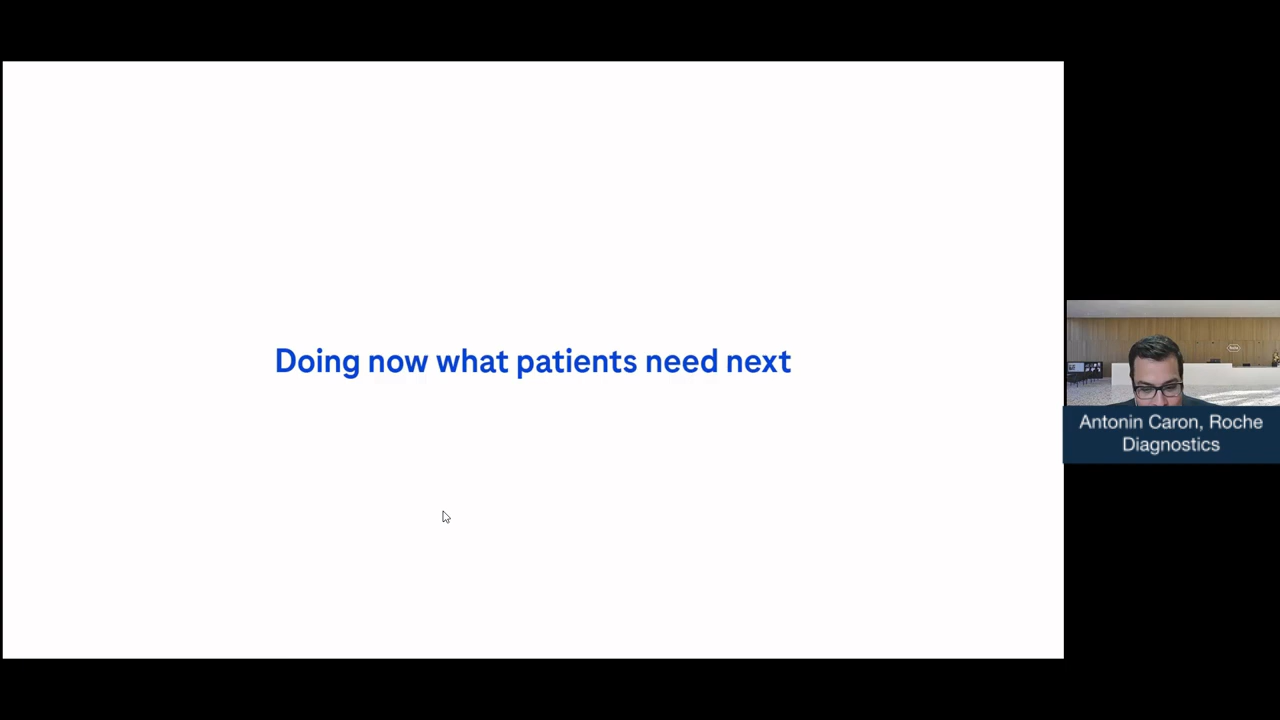 Doing now what patients need next
Antonin Caron, Roche
Diagnostics